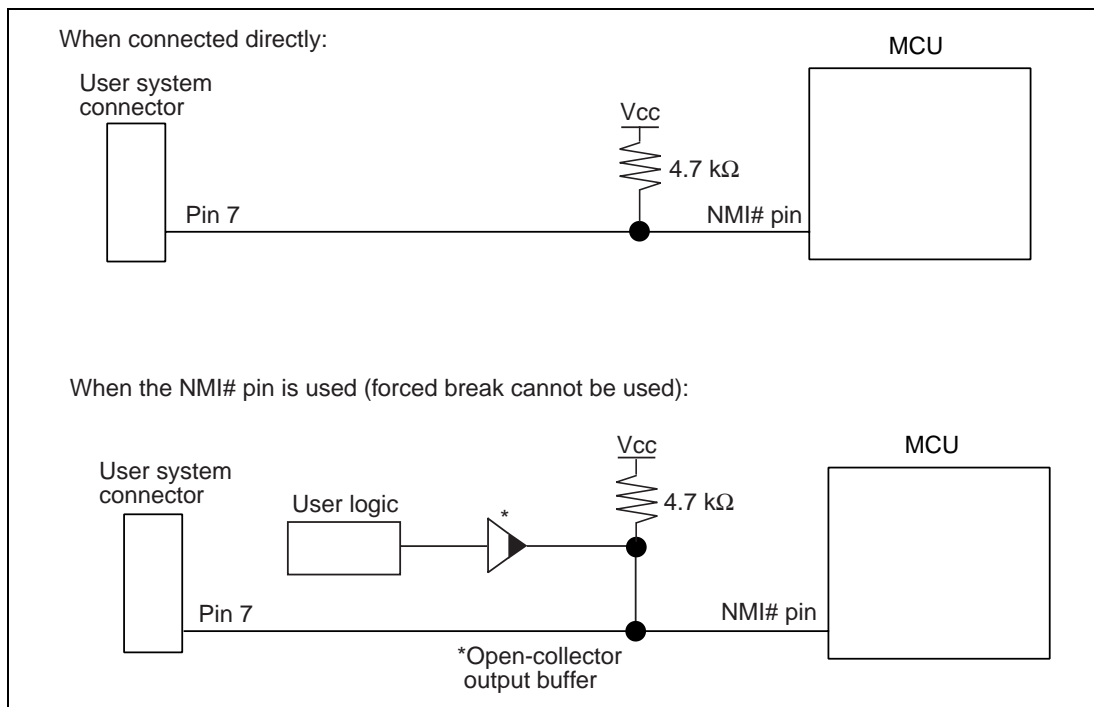 When connected directly:
MCU
User system
connector
Vcc
4.7 kΩ
Pin 7
NMI# pin
When the NMI# pin is used (forced break cannot be used):
MCU
Vcc
User system
connector
User logic
*
4.7 kΩ
Pin 7
NMI# pin
*Open-collector
output buffer